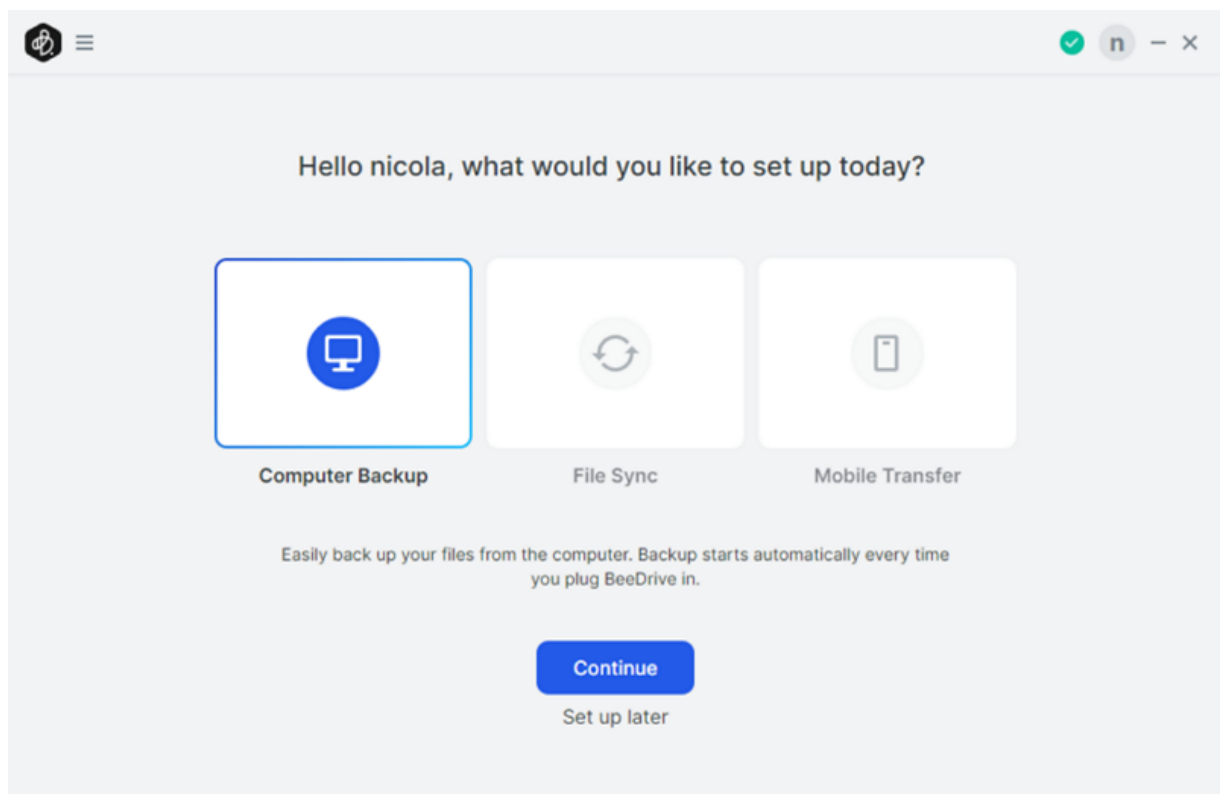 n
Hello nicola, what would you like to set up today?
Computer Backup
File Sync
Mobile Transfer
Easily back up your files from the computer. Backup starts automatically every time
you plug BeeDrive in.
Continue
Set up later